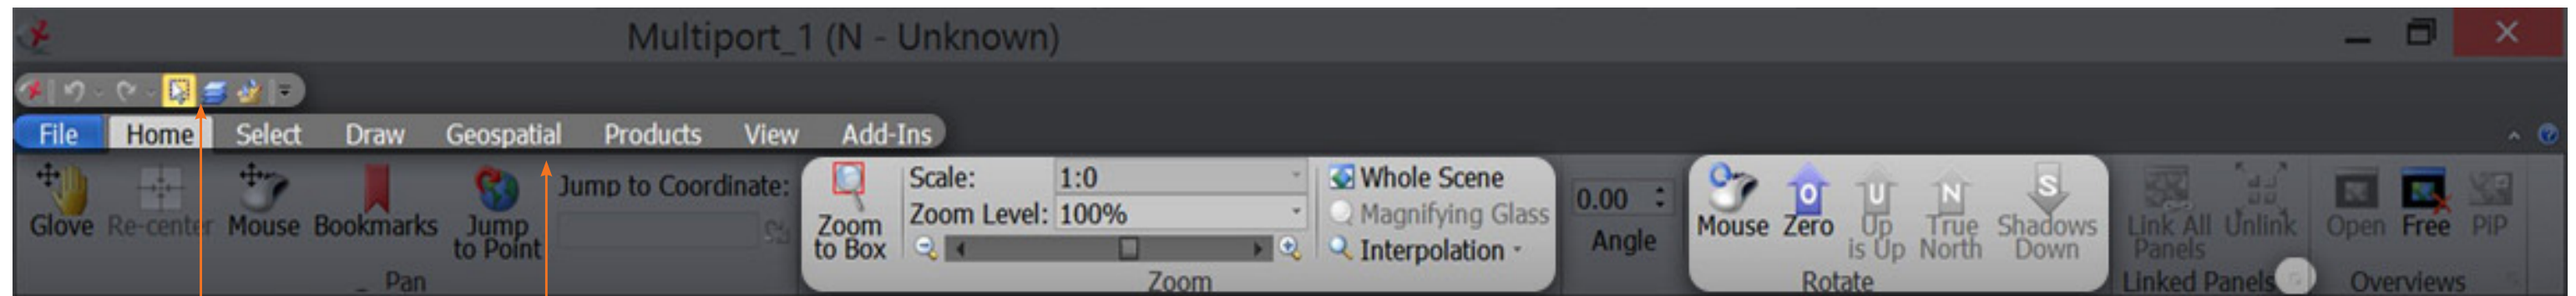 Multiport_1 (N - Unknown)
File Home Select Draw Geospatial Products View Add-Ins
Glove
Re-center
Mouse
Bookmarks
Jump
to Point
Jump to Coordinate:
Pan
Zoom
to Box
Scale: 1:0
Zoom Level: 100%
Whole Scene
Magnifying Glass
Interpolation
Zoom
0.00
Angle
Mouse
O
Zero
U
Up
is Up
N
True
North
S
Shadows
Down
Rotate
Link All
Panels
Unlink
Linked Panels
Open
Free
PIP
Overviews